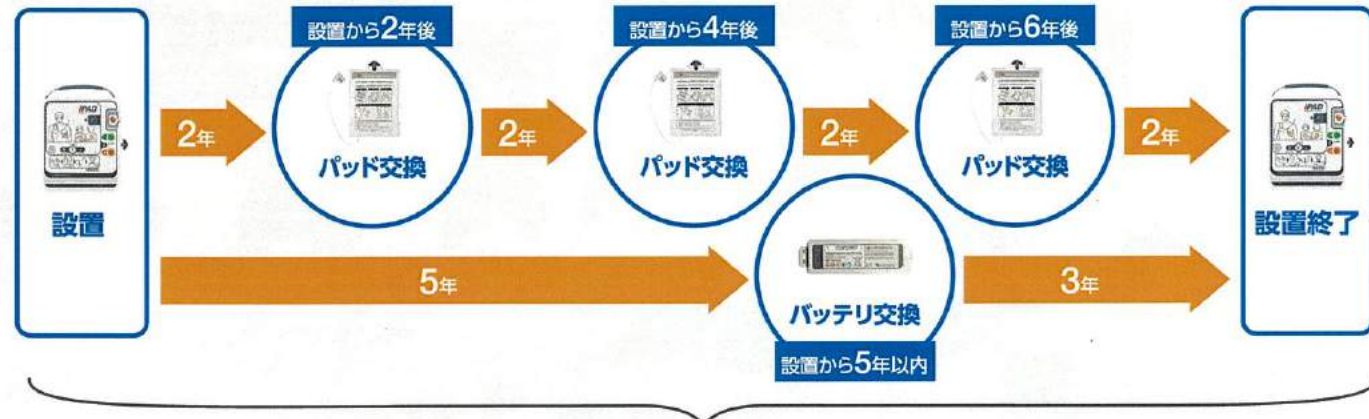 設置から2年後
設置から4年後
設置から6年後
iPAD
設置
2年
パッド交換
2年
パッド交換
2年
パッド交換
2年
iPAD
設置終了
5年
バッテリ交換
設置から5年以内
3年